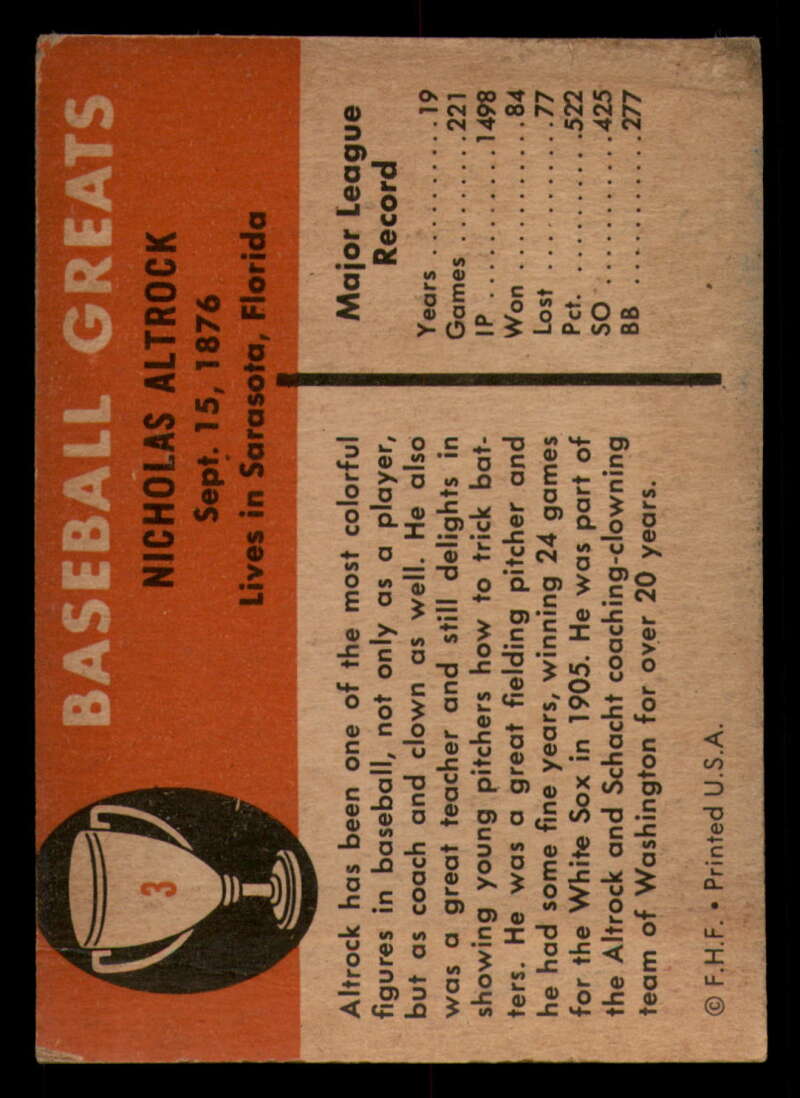 BASEBALL GREATS
3
NICHOLAS ALTROCK
Sept. 15, 1876
Lives in Sarasota, Florida
Altrock has been one of the most colorful
figures in baseball, not only as a player,
but as coach and clown as well. He also
was a great teacher and still delights in
showing young pitchers how to trick bat-
ters. He was a great fielding pitcher and
he had some fine years, winning 24 games
for the White Sox in 1905. He was part of
the Altrock and Schacht coaching-clowning
team of Washington for over 20 years.
Major League
Record
Years ..........19
Games ........221
IP ............1498
Won ...........84
Lost ...........77
Pct. ..........522
SO ...........425
BB ...........277
© F.H.F. • Printed U.S.A.